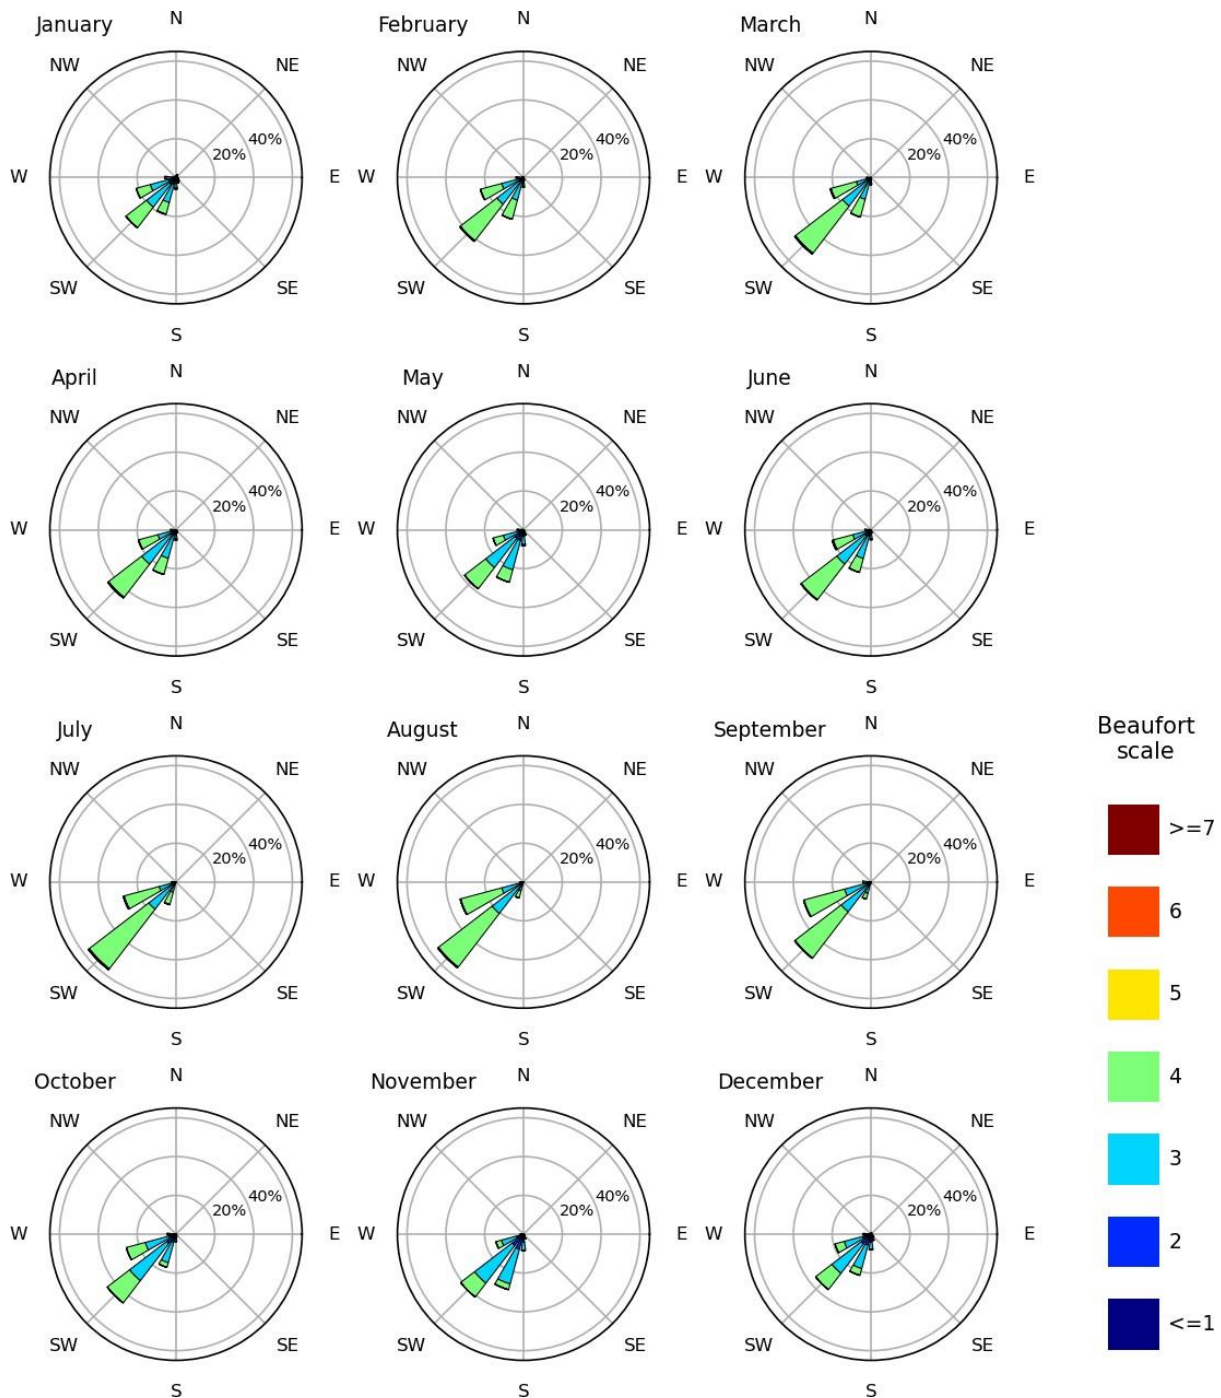 January
N
NW
NE
40%
20%
W
E
SW
SE
S
February
N
NW
NE
40%
20%
W
E
SW
SE
S
March
N
NW
NE
40%
20%
W
E
SW
SE
S
April
N
NW
NE
40%
20%
W
E
SW
SE
S
May
N
NW
NE
40%
20%
W
E
SW
SE
S
June
N
NW
NE
40%
20%
W
E
SW
SE
S
July
N
NW
NE
40%
20%
W
E
SW
SE
S
August
N
NW
NE
40%
20%
W
E
SW
SE
S
September
N
NW
NE
40%
20%
W
E
SW
SE
S
October
N
NW
NE
40%
20%
W
E
SW
SE
S
November
N
NW
NE
40%
20%
W
E
SW
SE
S
December
N
NW
NE
40%
20%
W
E
SW
SE
S
Beaufort
scale
>=7
6
5
4
3
2
<=1